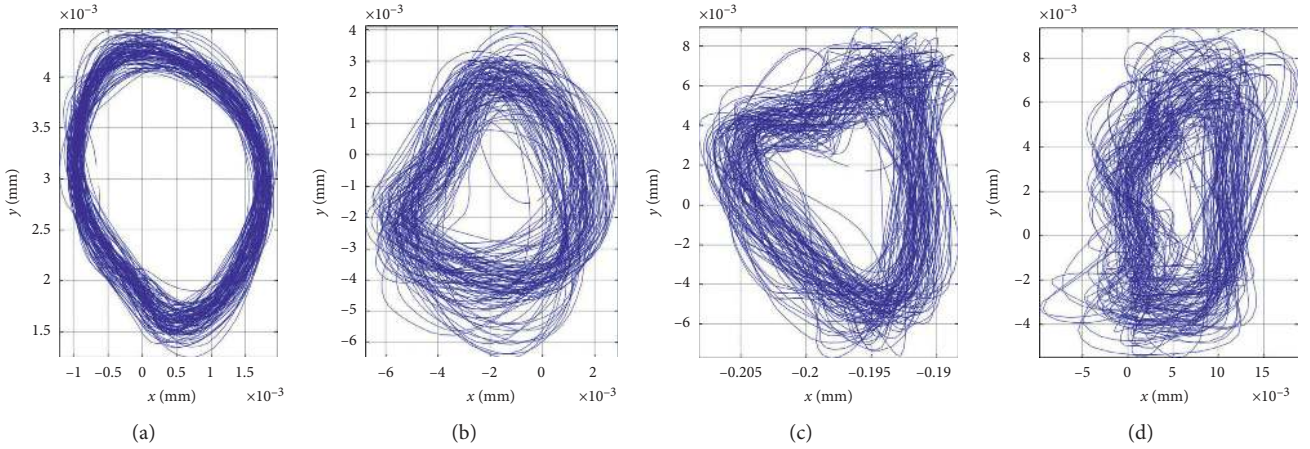 ×10⁻³
4
3.5
3
2.5
2
1.5
y (mm)
−1 −0.5 0 0.5 1 1.5
x (mm) ×10⁻³
(a)
×10⁻³
4
3
2
1
0
−1
−2
−3
−4
−5
−6
y (mm)
−6 −4 −2 0 2
x (mm) ×10⁻³
(b)
×10⁻³
8
6
4
2
0
−2
−4
−6
y (mm)
−0.205 −0.2 −0.195 −0.19
x (mm)
(c)
×10⁻³
8
6
4
2
0
−2
−4
y (mm)
−5 0 5 10 15
x (mm) ×10⁻³
(d)